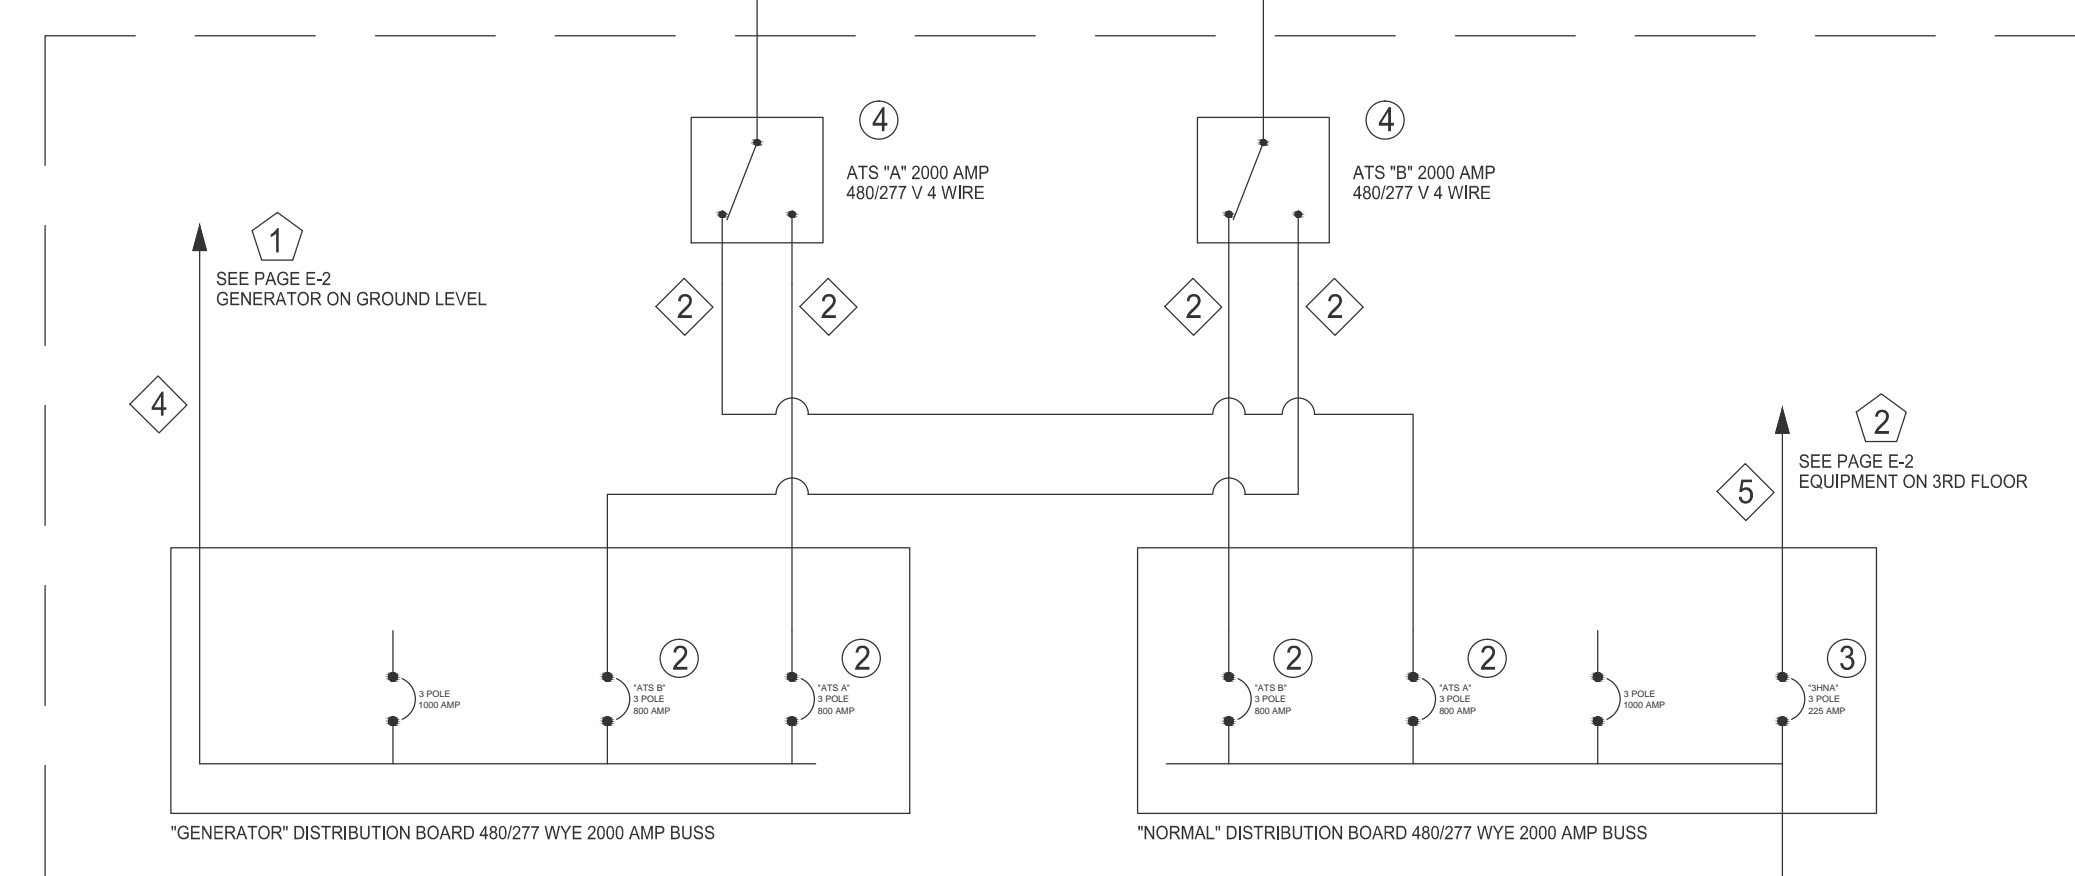 4
ATS "A" 2000 AMP
480/277 V 4 WIRE
4
ATS "B" 2000 AMP
480/277 V 4 WIRE
1
SEE PAGE E-2
GENERATOR ON GROUND LEVEL
2
2
2
2
4
2
SEE PAGE E-2
EQUIPMENT ON 3RD FLOOR
5
3 POLE
1000 AMP
2
"ATS B"
3 POLE
800 AMP
2
"ATS A"
3 POLE
800 AMP
2
"ATS B"
3 POLE
800 AMP
2
"ATS A"
3 POLE
800 AMP
3 POLE
1000 AMP
3
"3HNA"
3 POLE
225 AMP
"GENERATOR" DISTRIBUTION BOARD 480/277 WYE 2000 AMP BUSS
"NORMAL" DISTRIBUTION BOARD 480/277 WYE 2000 AMP BUSS